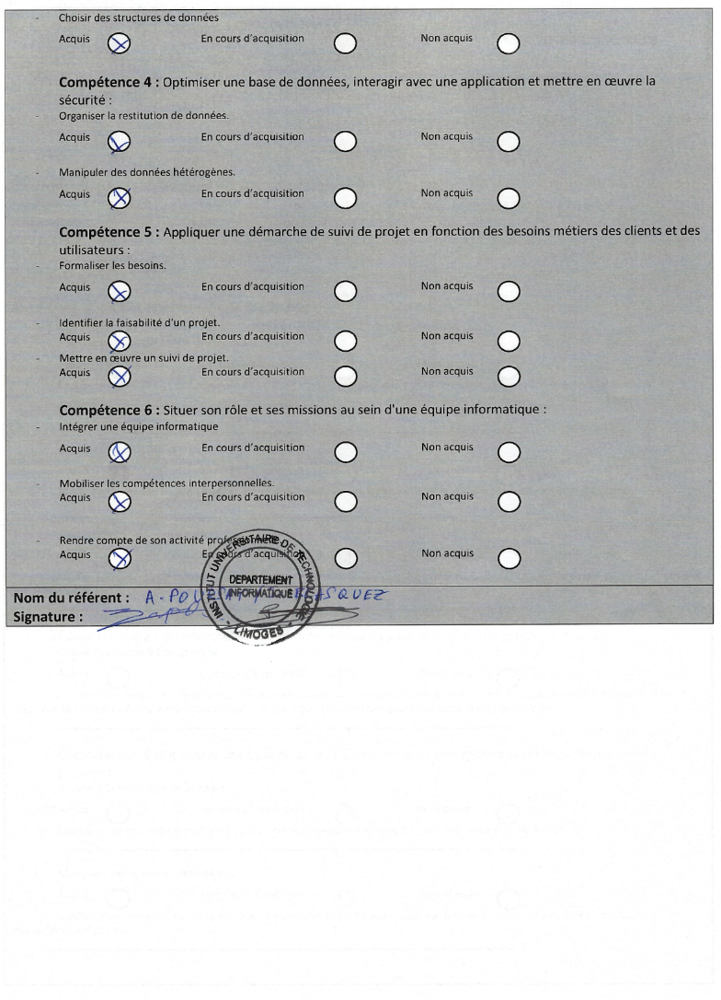 - Choisir des structures de données
Acquis En cours d'acquisition Non acquis
Compétence 4 : Optimiser une base de données, interagir avec une application et mettre en œuvre la
sécurité :
- Organiser la restitution de données.
Acquis En cours d'acquisition Non acquis
- Manipuler des données hétérogènes.
Acquis En cours d'acquisition Non acquis
Compétence 5 : Appliquer une démarche de suivi de projet en fonction des besoins métiers des clients et des
utilisateurs :
- Formaliser les besoins.
Acquis En cours d'acquisition Non acquis
- Identifier la faisabilité d'un projet.
Acquis En cours d'acquisition Non acquis
- Mettre en œuvre un suivi de projet.
Acquis En cours d'acquisition Non acquis
Compétence 6 : Situer son rôle et ses missions au sein d'une équipe informatique :
- Intégrer une équipe informatique
Acquis En cours d'acquisition Non acquis
- Mobiliser les compétences interpersonnelles.
Acquis En cours d'acquisition Non acquis
- Rendre compte de son activité professionnelle.
Acquis En cours d'acquisition Non acquis
INSTITUT UNIVERSITAIRE DE TECHNOLOGIE
DEPARTEMENT
INFORMATIQUE
- LIMOGES -
Nom du référent : A.
Signature :